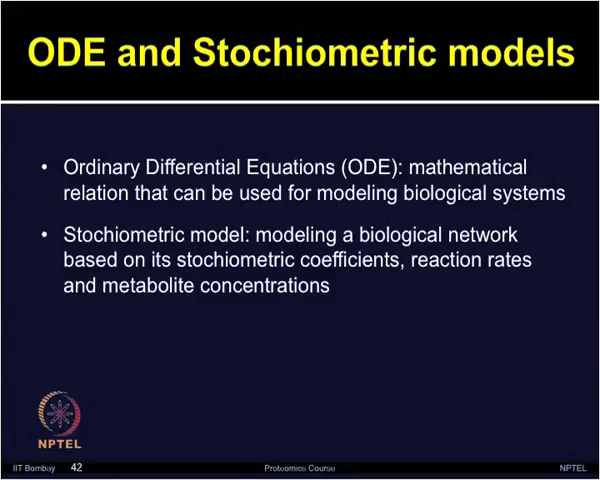 ODE and Stochiometric models
• Ordinary Differential Equations (ODE): mathematical
relation that can be used for modeling biological systems
• Stochiometric model: modeling a biological network
based on its stochiometric coefficients, reaction rates
and metabolite concentrations
NPTEL
IIT Bombay 42 Proteomics Course NPTEL